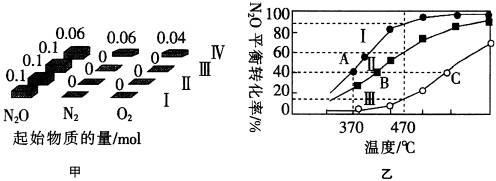 0.1 0.1 0.1 0.06
0 0 0 0.06
0 0 0 0.04
Ⅳ
Ⅲ
Ⅱ
Ⅰ
N₂O N₂ O₂
起始物质的量/mol
甲
N₂O平衡转化率/%
100
80
60
40
20
0
Ⅰ
Ⅱ
Ⅲ
A
B
C
370 470
温度/℃
乙